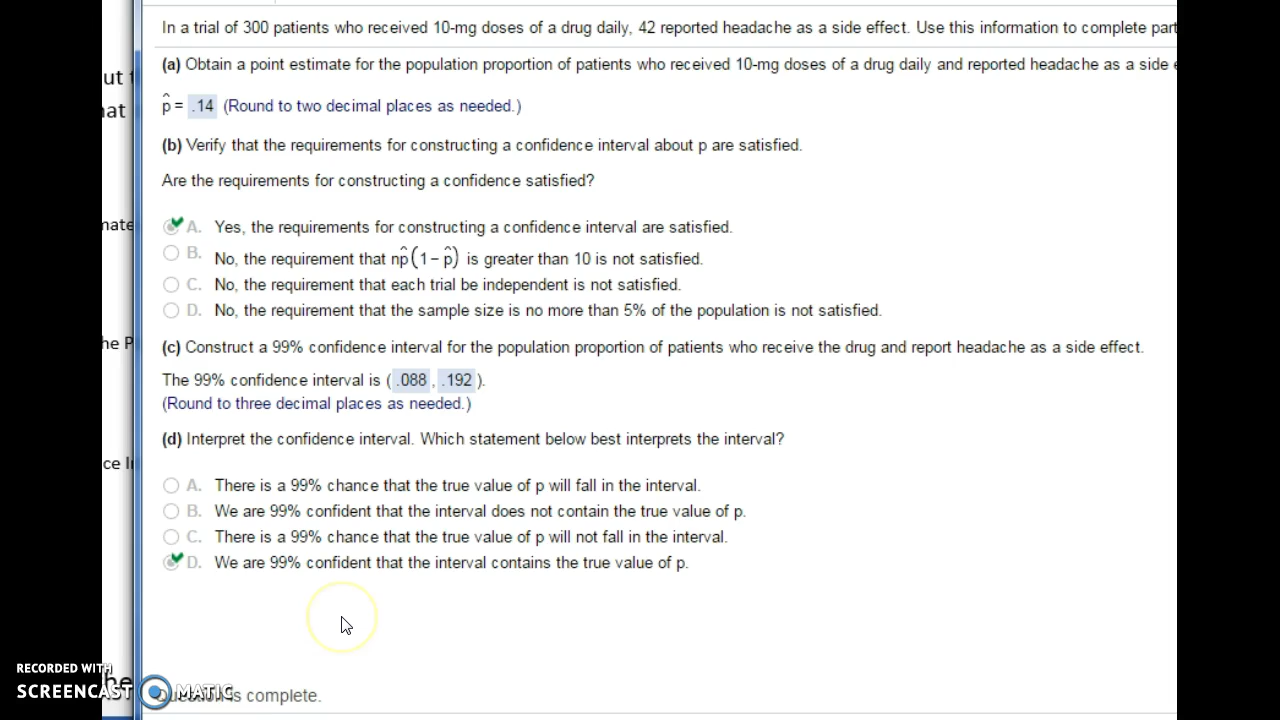 In a trial of 300 patients who received 10-mg doses of a drug daily, 42 reported headache as a side effect. Use this information to complete part
(a) Obtain a point estimate for the population proportion of patients who received 10-mg doses of a drug daily and reported headache as a side e
p̂ = .14 (Round to two decimal places as needed.)
(b) Verify that the requirements for constructing a confidence interval about p are satisfied.
Are the requirements for constructing a confidence satisfied?
A. Yes, the requirements for constructing a confidence interval are satisfied.
B. No, the requirement that np̂(1 − p̂) is greater than 10 is not satisfied.
C. No, the requirement that each trial be independent is not satisfied.
D. No, the requirement that the sample size is no more than 5% of the population is not satisfied.
(c) Construct a 99% confidence interval for the population proportion of patients who receive the drug and report headache as a side effect.
The 99% confidence interval is ( .088 , .192 ).
(Round to three decimal places as needed.)
(d) Interpret the confidence interval. Which statement below best interprets the interval?
A. There is a 99% chance that the true value of p will fall in the interval.
B. We are 99% confident that the interval does not contain the true value of p.
C. There is a 99% chance that the true value of p will not fall in the interval.
D. We are 99% confident that the interval contains the true value of p.
Question is complete.
ut t
hat
mate
he P
ce I
he
RECORDED WITH
SCREENCAST MATIC